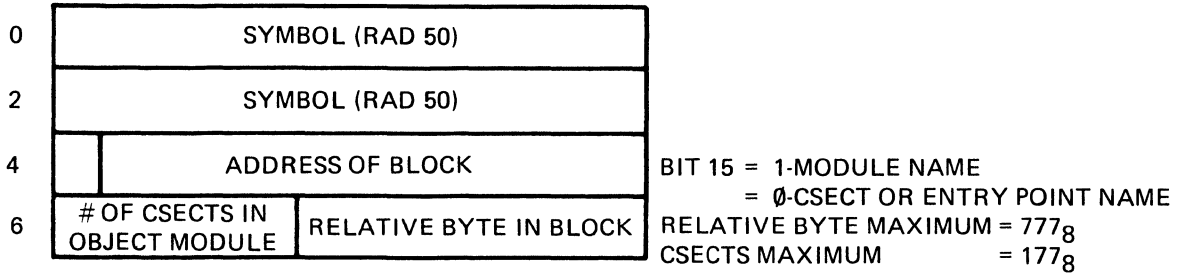 0 SYMBOL (RAD 50)
2 SYMBOL (RAD 50)
4 ADDRESS OF BLOCK BIT 15 = 1-MODULE NAME
= Ø-CSECT OR ENTRY POINT NAME
6 # OF CSECTS IN OBJECT MODULE RELATIVE BYTE IN BLOCK RELATIVE BYTE MAXIMUM = 777₈
CSECTS MAXIMUM = 177₈